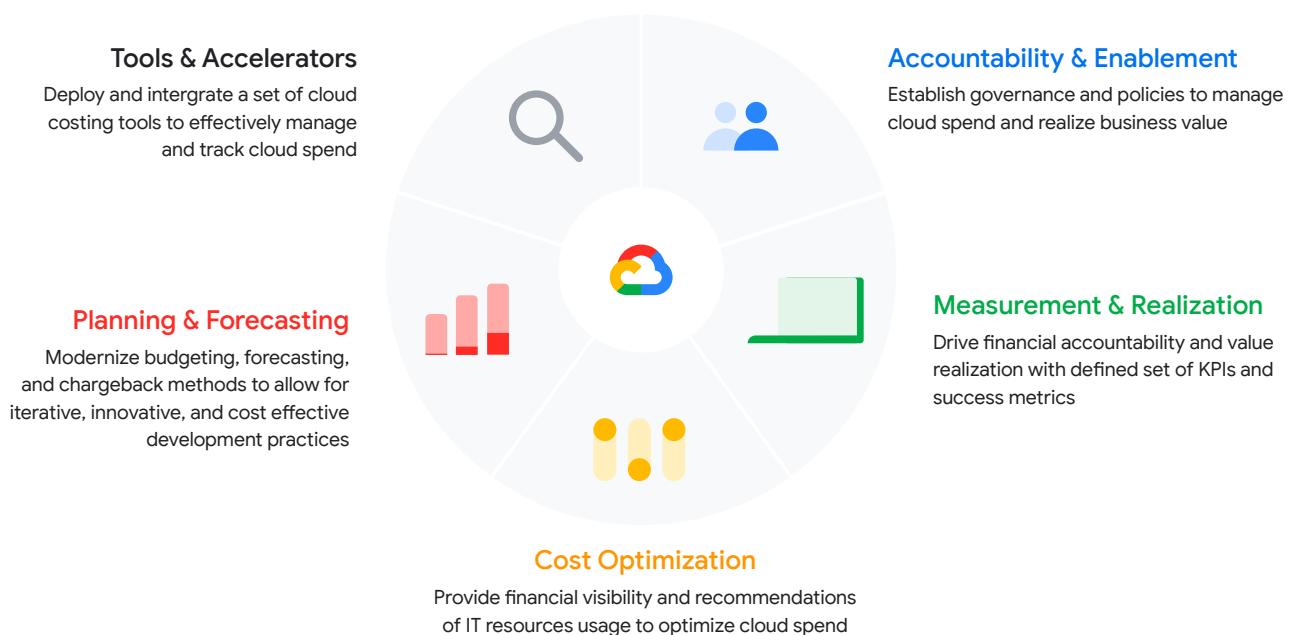 Tools & Accelerators
Deploy and intergrate a set of cloud
costing tools to effectively manage
and track cloud spend
Accountability & Enablement
Establish governance and policies to manage
cloud spend and realize business value
Planning & Forecasting
Modernize budgeting, forecasting,
and chargeback methods to allow for
iterative, innovative, and cost effective
development practices
Measurement & Realization
Drive financial accountability and value
realization with defined set of KPIs and
success metrics
Cost Optimization
Provide financial visibility and recommendations
of IT resources usage to optimize cloud spend